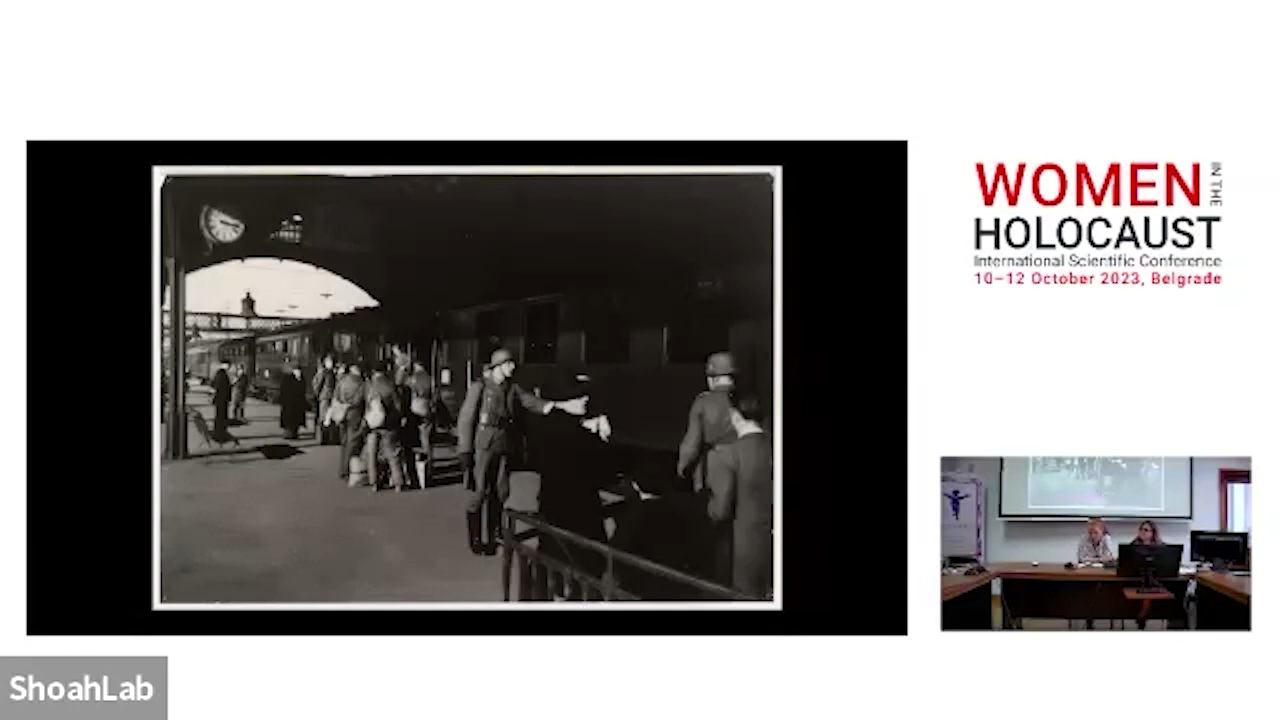 WOMEN IN THE
HOLOCAUST
International Scientific Conference
10–12 October 2023, Belgrade
ShoahLab